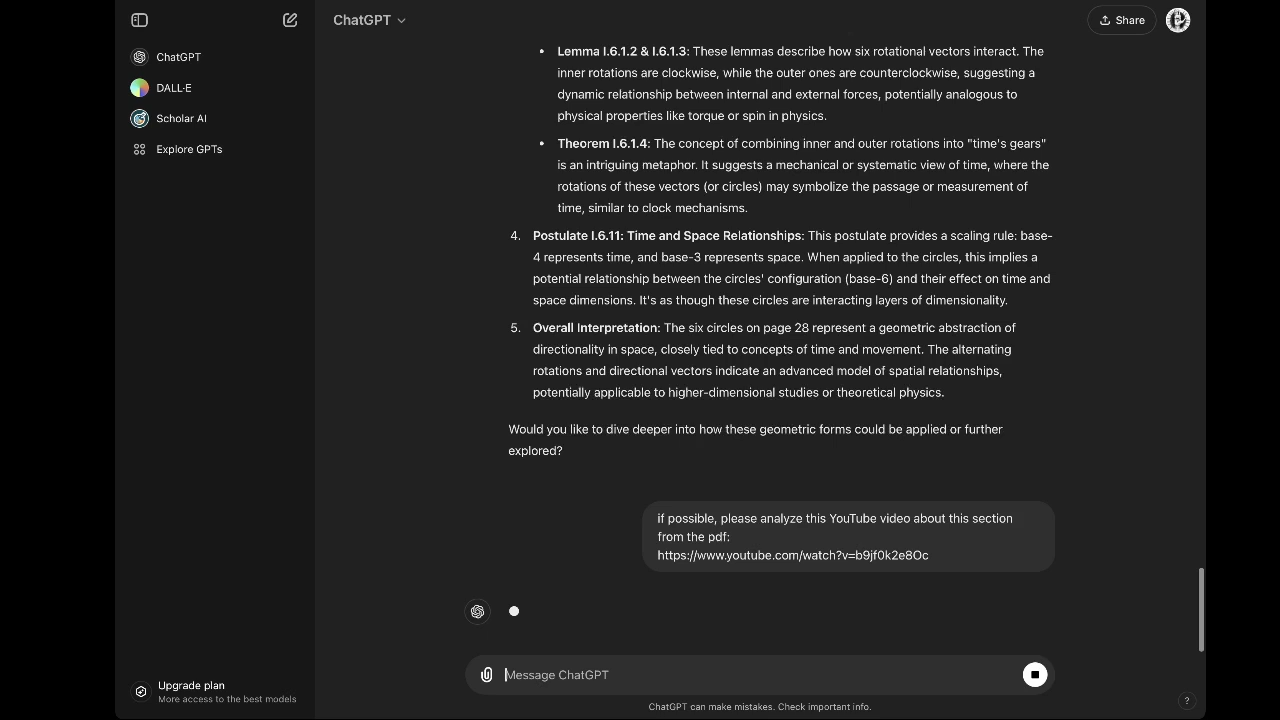 ChatGPT
Share
ChatGPT
DALL·E
Scholar AI
Explore GPTs
• Lemma I.6.1.2 & I.6.1.3: These lemmas describe how six rotational vectors interact. The
inner rotations are clockwise, while the outer ones are counterclockwise, suggesting a
dynamic relationship between internal and external forces, potentially analogous to
physical properties like torque or spin in physics.
• Theorem I.6.1.4: The concept of combining inner and outer rotations into "time's gears"
is an intriguing metaphor. It suggests a mechanical or systematic view of time, where the
rotations of these vectors (or circles) may symbolize the passage or measurement of
time, similar to clock mechanisms.
4. Postulate I.6.11: Time and Space Relationships: This postulate provides a scaling rule: base-
4 represents time, and base-3 represents space. When applied to the circles, this implies a
potential relationship between the circles' configuration (base-6) and their effect on time and
space dimensions. It's as though these circles are interacting layers of dimensionality.
5. Overall Interpretation: The six circles on page 28 represent a geometric abstraction of
directionality in space, closely tied to concepts of time and movement. The alternating
rotations and directional vectors indicate an advanced model of spatial relationships,
potentially applicable to higher-dimensional studies or theoretical physics.
Would you like to dive deeper into how these geometric forms could be applied or further
explored?
if possible, please analyze this YouTube video about this section
from the pdf:
https://www.youtube.com/watch?v=b9jf0k2e8Oc
Message ChatGPT
Upgrade plan
More access to the best models
ChatGPT can make mistakes. Check important info.
?